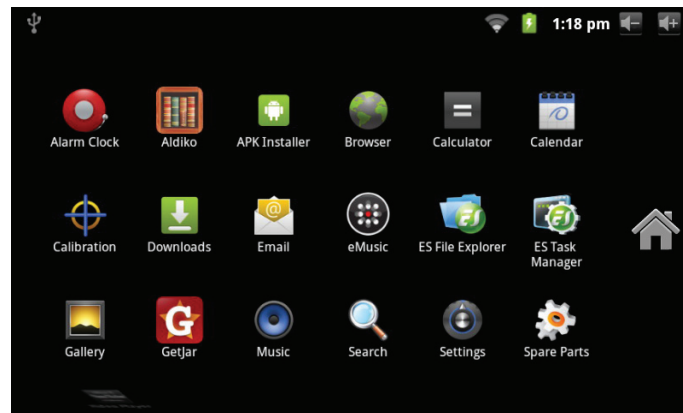 1:18 pm
Alarm Clock Aldiko APK Installer Browser Calculator Calendar
Calibration Downloads Email eMusic ES File Explorer ES Task
Manager
Gallery GetJar Music Search Settings Spare Parts